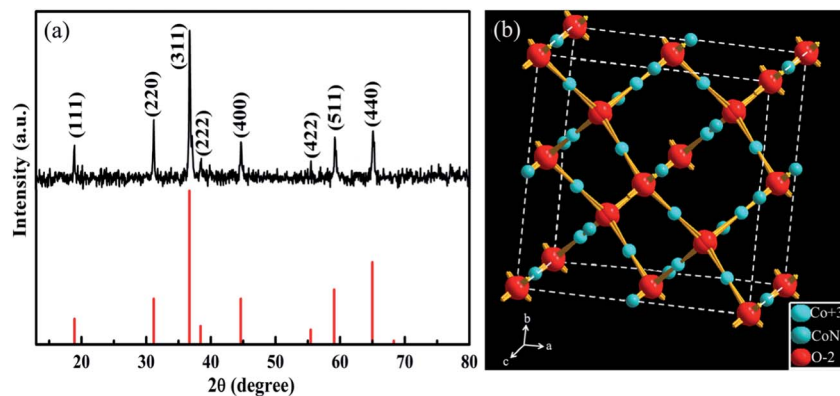 (a)
(111)
(220)
(311)
(222)
(400)
(422)
(511)
(440)
Intensity (a.u.)
20
30
40
50
60
70
80
2θ (degree)
(b)
b
a
c
Co+3
CoN
O-2